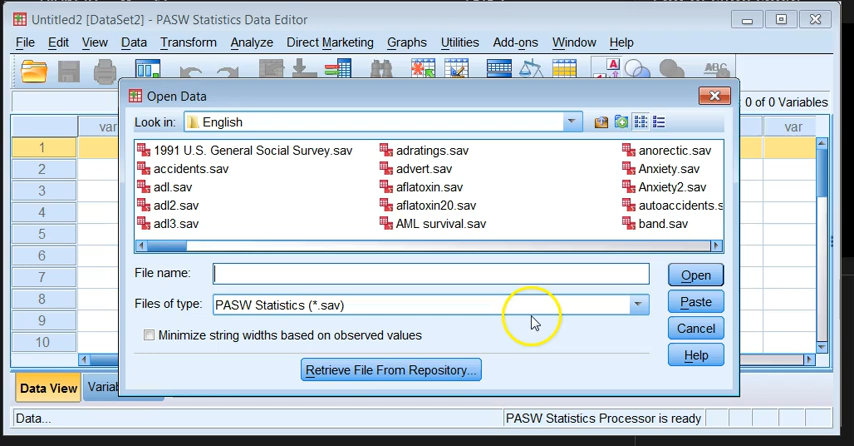 Untitled2 [DataSet2] - PASW Statistics Data Editor
File Edit View Data Transform Analyze Direct Marketing Graphs Utilities Add-ons Window Help
A
ABC
Open Data
Look in: English
0 of 0 Variables
var
var
1
2
3
4
5
6
7
8
9
10
1991 U.S. General Social Survey.sav
accidents.sav
adl.sav
adl2.sav
adl3.sav
adratings.sav
advert.sav
aflatoxin.sav
aflatoxin20.sav
AML survival.sav
anorectic.sav
Anxiety.sav
Anxiety2.sav
autoaccidents.s
band.sav
File name:
Open
Files of type: PASW Statistics (*.sav)
Paste
Minimize string widths based on observed values
Cancel
Help
Retrieve File From Repository...
Data View Variab
Data...
PASW Statistics Processor is ready